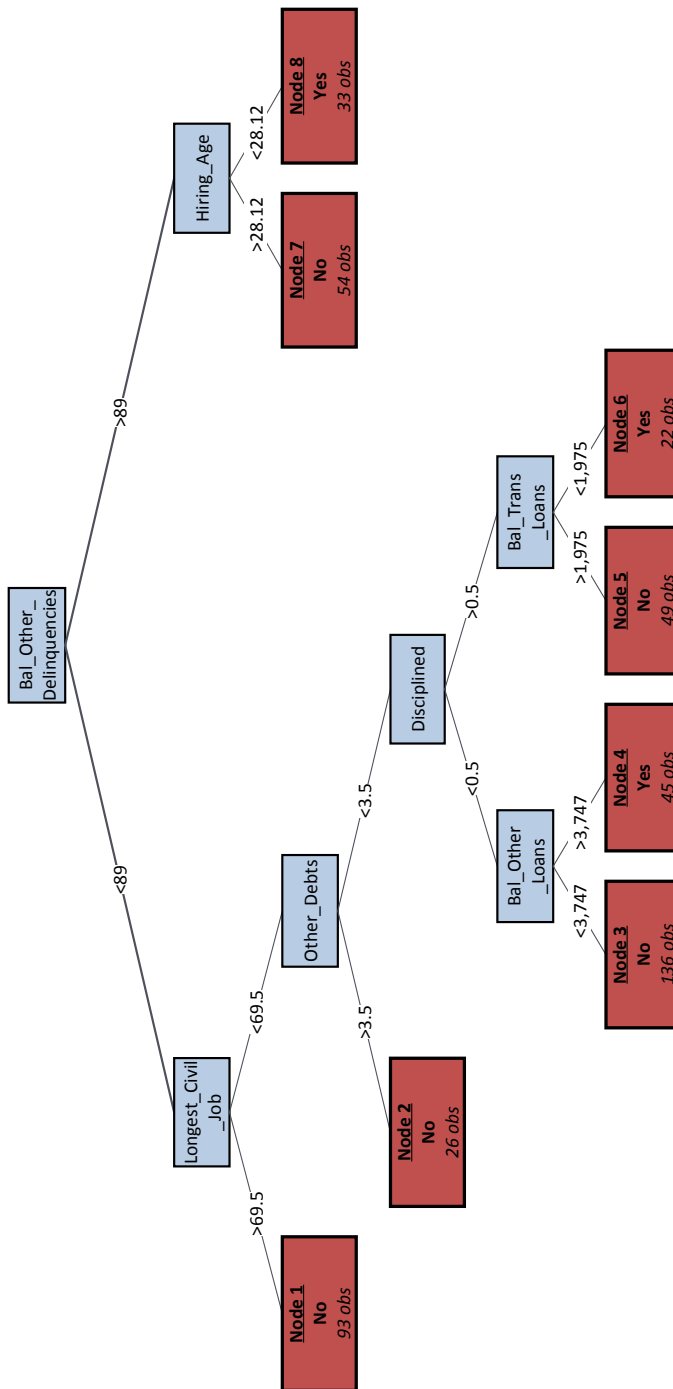 Bal_Other_
Delinquencies
<89
>89
Longest_Civil
_Job
Hiring_Age
>69.5
<69.5
>28.12
<28.12
Node 1
No
93 obs
Other_Debts
Node 7
No
54 obs
Node 8
Yes
33 obs
>3.5
<3.5
Node 2
No
26 obs
Disciplined
<0.5
>0.5
Bal_Other
_Loans
Bal_Trans
_Loans
<3,747
>3,747
>1,975
<1,975
Node 3
No
136 obs
Node 4
Yes
45 obs
Node 5
No
49 obs
Node 6
Yes
22 obs